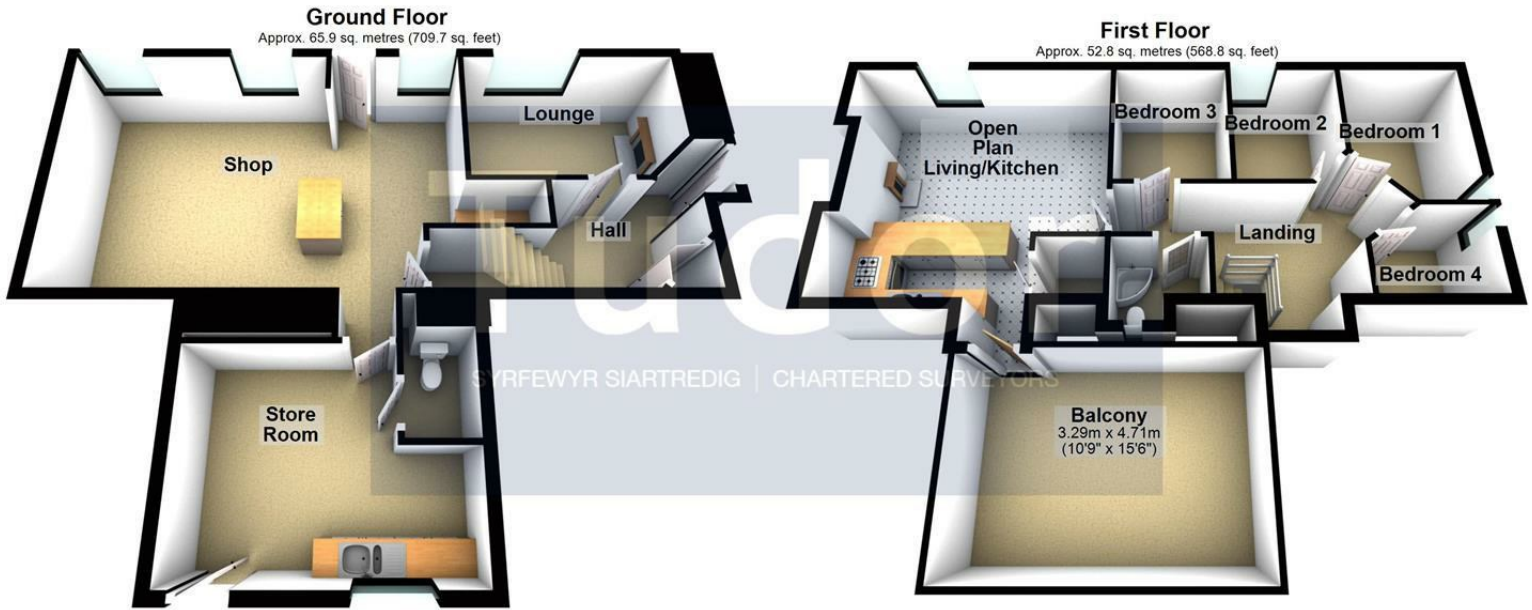 Ground Floor
Approx. 65.9 sq. metres (709.7 sq. feet)
Lounge
Shop
Hall
Store
Room
First Floor
Approx. 52.8 sq. metres (568.8 sq. feet)
Bedroom 3
Bedroom 2
Bedroom 1
Open
Plan
Living/Kitchen
Landing
Bedroom 4
Balcony
3.29m x 4.71m
(10'9" x 15'6")
Tudor
SYRFEWYR SIARTREDIG | CHARTERED SURVEYORS